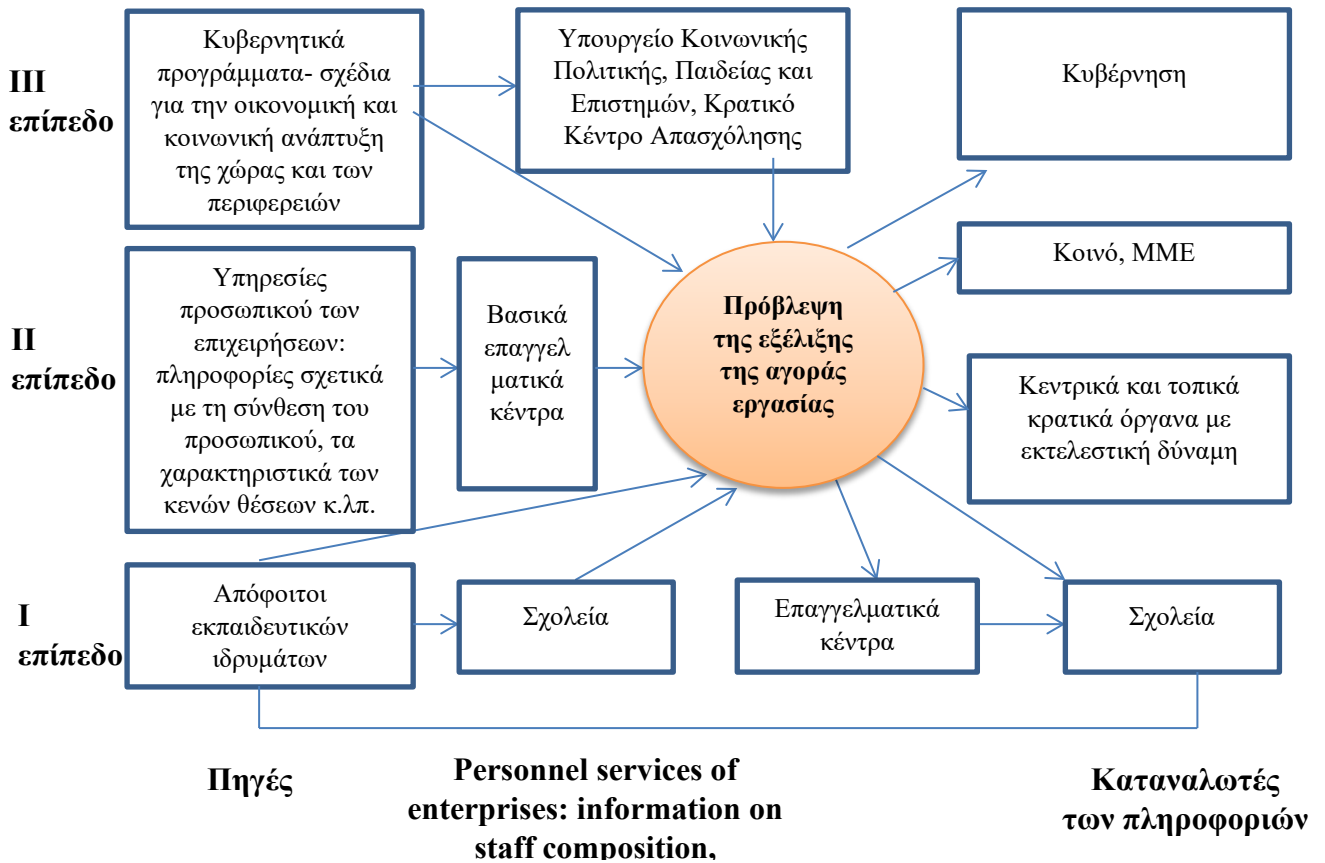 III
επίπεδο
Κυβερνητικά
προγράμματα- σχέδια
για την οικονομική και
κοινωνική ανάπτυξη
της χώρας και των
περιφερειών
Υπουργείο Κοινωνικής
Πολιτικής, Παιδείας και
Επιστημών, Κρατικό
Κέντρο Απασχόλησης
Κυβέρνηση
Κοινό, ΜΜΕ
II
επίπεδο
Υπηρεσίες
προσωπικού των
επιχειρήσεων:
πληροφορίες σχετικά
με τη σύνθεση του
προσωπικού, τα
χαρακτηριστικά των
κενών θέσεων κ.λπ.
Βασικά
επαγγελ
ματικά
κέντρα
Πρόβλεψη
της εξέλιξης
της αγοράς
εργασίας
Κεντρικά και τοπικά
κρατικά όργανα με
εκτελεστική δύναμη
I
επίπεδο
Απόφοιτοι
εκπαιδευτικών
ιδρυμάτων
Σχολεία
Επαγγελματικά
κέντρα
Σχολεία
Πηγές
Personnel services of
enterprises: information on
staff composition,
Καταναλωτές
των πληροφοριών